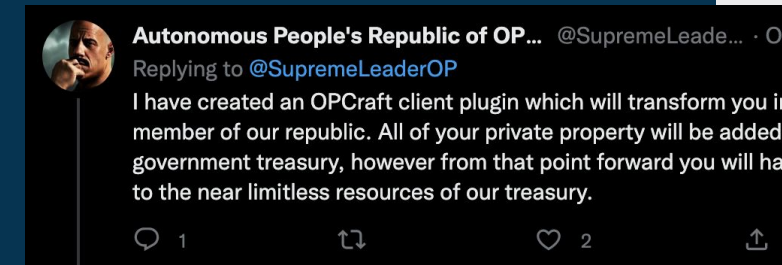 Autonomous People's Republic of OP... @SupremeLeade... · O
Replying to @SupremeLeaderOP
I have created an OPCraft client plugin which will transform you i
member of our republic. All of your private property will be added
government treasury, however from that point forward you will ha
to the near limitless resources of our treasury.
1 2